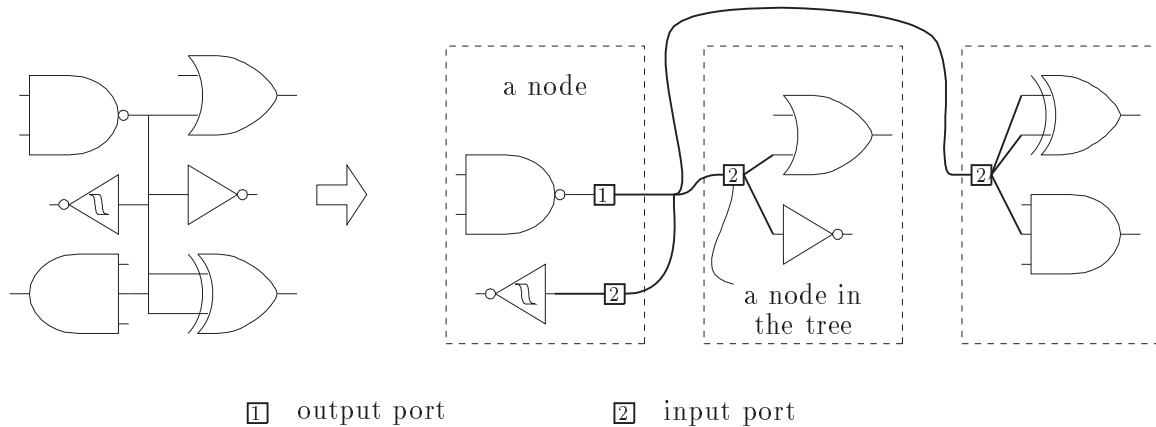 a node
1
2
2
2
a node in
the tree
1 output port
2 input port